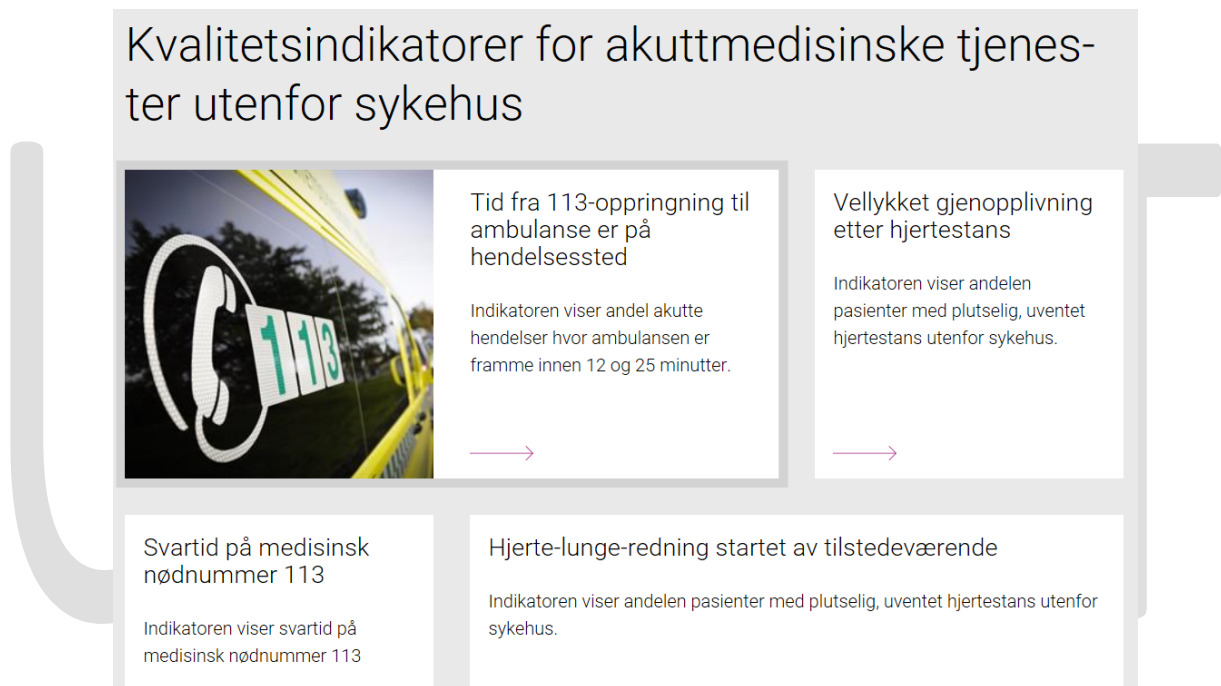 Kvalitetsindikatorer for akuttmedisinske tjenes-
ter utenfor sykehus
113
Tid fra 113-oppringning til
ambulanse er på
hendelsessted
Indikatoren viser andel akutte
hendelser hvor ambulansen er
framme innen 12 og 25 minutter.
Vellykket gjenopplivning
etter hjertestans
Indikatoren viser andelen
pasienter med plutselig, uventet
hjertestans utenfor sykehus.
Svartid på medisinsk
nødnummer 113
Indikatoren viser svartid på
medisinsk nødnummer 113
Hjerte-lunge-redning startet av tilstedeværende
Indikatoren viser andelen pasienter med plutselig, uventet hjertestans utenfor
sykehus.